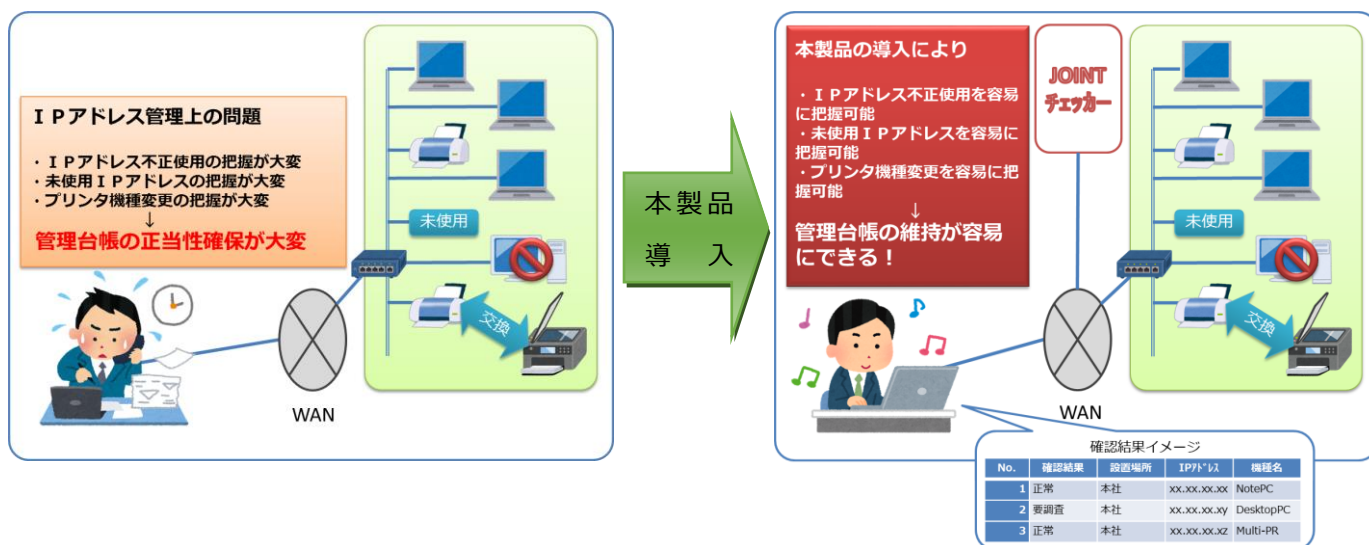 ＩＰアドレス管理上の問題
・ＩＰアドレス不正使用の把握が大変
・未使用ＩＰアドレスの把握が大変
・プリンタ機種変更の把握が大変
↓
管理台帳の正当性確保が大変
未使用
交換
WAN
本製品
導入
本製品の導入により
・ＩＰアドレス不正使用を容易
に把握可能
・未使用ＩＰアドレスを容易に
把握可能
・プリンタ機種変更を容易に把
握可能
↓
管理台帳の維持が容易
にできる！
JOINT
チェッカー
未使用
交換
WAN
確認結果イメージ
No. 確認結果 設置場所 IPｱﾄﾞﾚｽ 機種名
1 正常 本社 xx.xx.xx.xx NotePC
2 要調査 本社 xx.xx.xx.xy DesktopPC
3 正常 本社 xx.xx.xx.xz Multi-PR